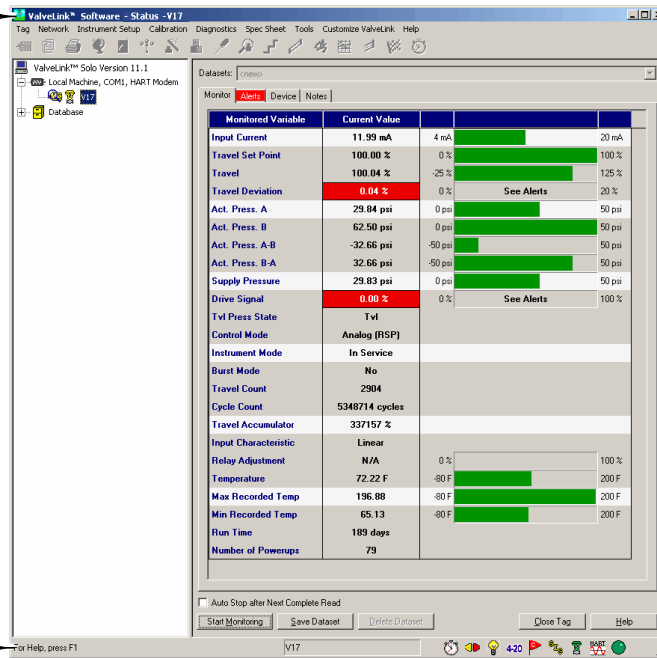 ValveLink™ Software - Status -V17
Tag Network Instrument Setup Calibration Diagnostics Spec Sheet Tools Customize ValveLink Help
ValveLink™ Solo Version 11.1
Local Machine, COM1, HART Modem
V17
Database
Datasets: <new>
Monitor Alerts Device Notes
Monitored Variable Current Value
Input Current 11.99 mA 4 mA 20 mA
Travel Set Point 100.00 % 0 % 100 %
Travel 100.04 % -25 % 125 %
Travel Deviation 0.04 % 0 % See Alerts 20 %
Act. Press. A 29.84 psi 0 psi 50 psi
Act. Press. B 62.50 psi 0 psi 50 psi
Act. Press. A-B -32.66 psi -50 psi 50 psi
Act. Press. B-A 32.66 psi -50 psi 50 psi
Supply Pressure 29.83 psi 0 psi 50 psi
Drive Signal 0.00 % 0 % See Alerts 100 %
Tvl Press State Tvl
Control Mode Analog (RSP)
Instrument Mode In Service
Burst Mode No
Travel Count 2904
Cycle Count 5348714 cycles
Travel Accumulator 337157 %
Input Characteristic Linear
Relay Adjustment N/A 0 % 100 %
Temperature 72.22 F -80 F 200 F
Max Recorded Temp 196.88 -80 F 200 F
Min Recorded Temp 65.13 -80 F 200 F
Run Time 189 days
Number of Powerups 79
Auto Stop after Next Complete Read
Start Monitoring Save Dataset Delete Dataset Close Tag Help
For Help, press F1 V17 4-20 HART